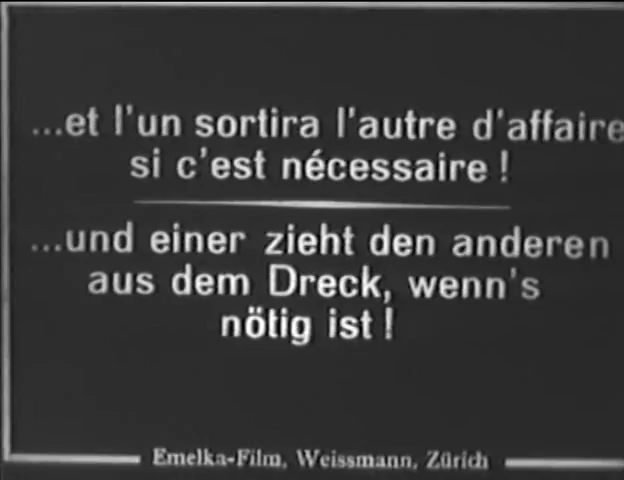 ...et l'un sortira l'autre d'affaire
si c'est nécessaire !
...und einer zieht den anderen
aus dem Dreck, wenn's
nötig ist !
Emelka-Film, Weissmann, Zürich